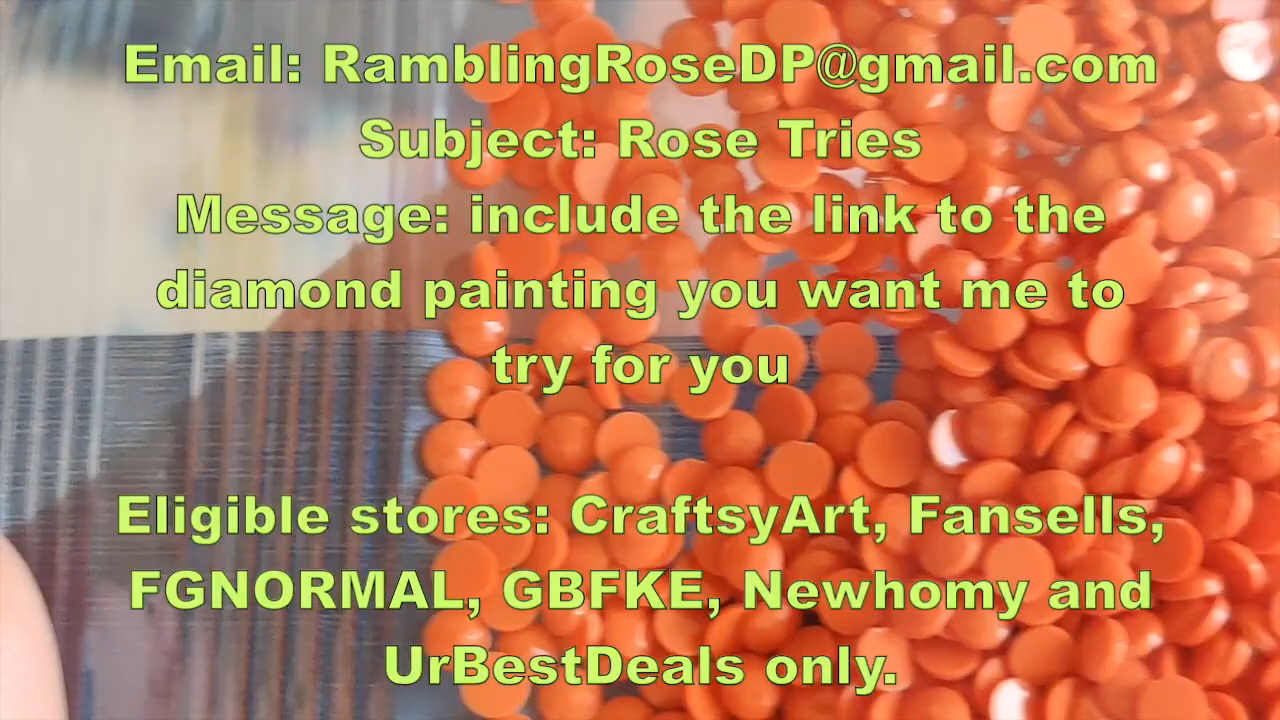 Email: RamblingRoseDP@gmail.com
Subject: Rose Tries
Message: include the link to the
diamond painting you want me to
try for you
Eligible stores: CraftsyArt, Fansells,
FGNORMAL, GBFKE, Newhomy and
UrBestDeals only.